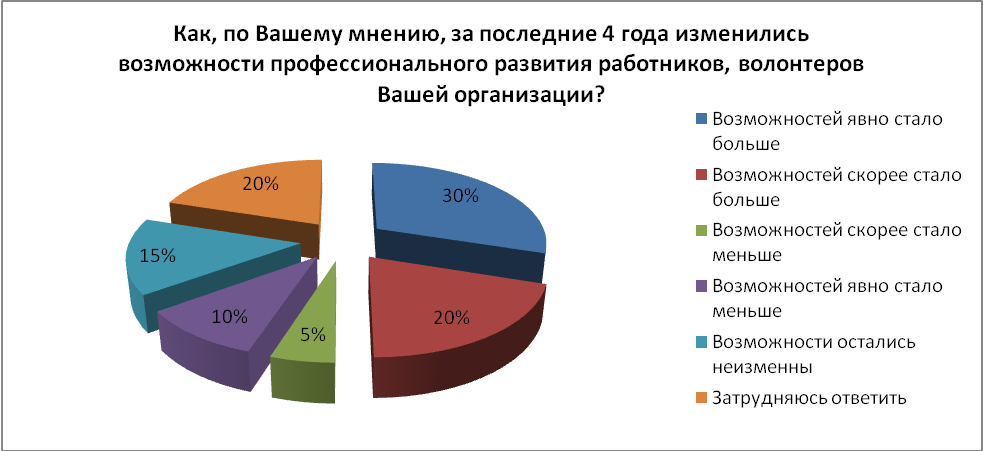 Как, по Вашему мнению, за последние 4 года изменились
возможности профессионального развития работников, волонтеров
Вашей организации?
Возможностей явно стало
больше
Возможностей скорее стало
больше
Возможностей скорее стало
меньше
Возможностей явно стало
меньше
Возможности остались
неизменны
Затрудняюсь ответить
30%
20%
5%
10%
15%
20%